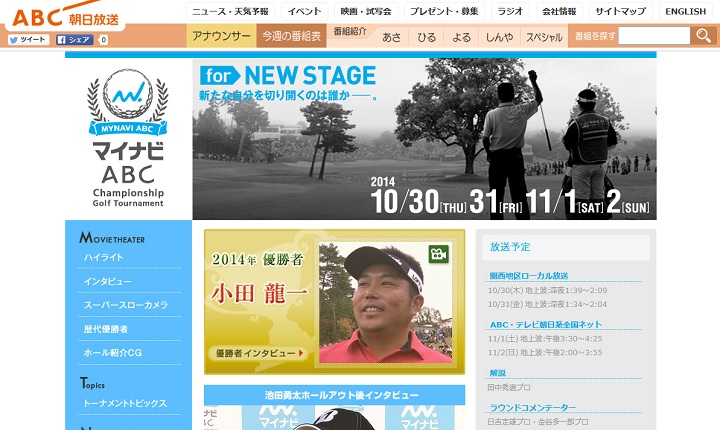 ABC 朝日放送
ニュース・天気予報
イベント
映画・試写会
プレゼント・募集
ラジオ
会社情報
サイトマップ
ENGLISH
ツイート
シェア
0
アナウンサー
今週の番組表
番組紹介
あさ
ひる
よる
しんや
スペシャル
番組を探す
MYNAVI ABC
マイナビ
ABC
Championship
Golf Tournament
for NEW STAGE
新たな自分を切り開くのは誰か――。
2014
10/30[THU] 31[FRI] 11/1[SAT] 2[SUN]
MOVIETHEATER
ハイライト
インタビュー
スーパースローカメラ
歴代優勝者
ホール紹介CG
Topics
トーナメントトピックス
2014年 優勝者
小田 龍一
優勝者インタビュー
池田勇太ホールアウト後インタビュー
放送予定
関西地区ローカル放送
10/30(木) 地上波:深夜1:39～2:09
10/31(金) 地上波:深夜1:34～2:04
ABC・テレビ朝日系全国ネット
11/1(土) 地上波:午後3:30～4:25
11/2(日) 地上波:午後2:00～3:55
解説
田中秀道プロ
ラウンドコメンテーター
日吉定雄プロ・金谷多一郎プロ